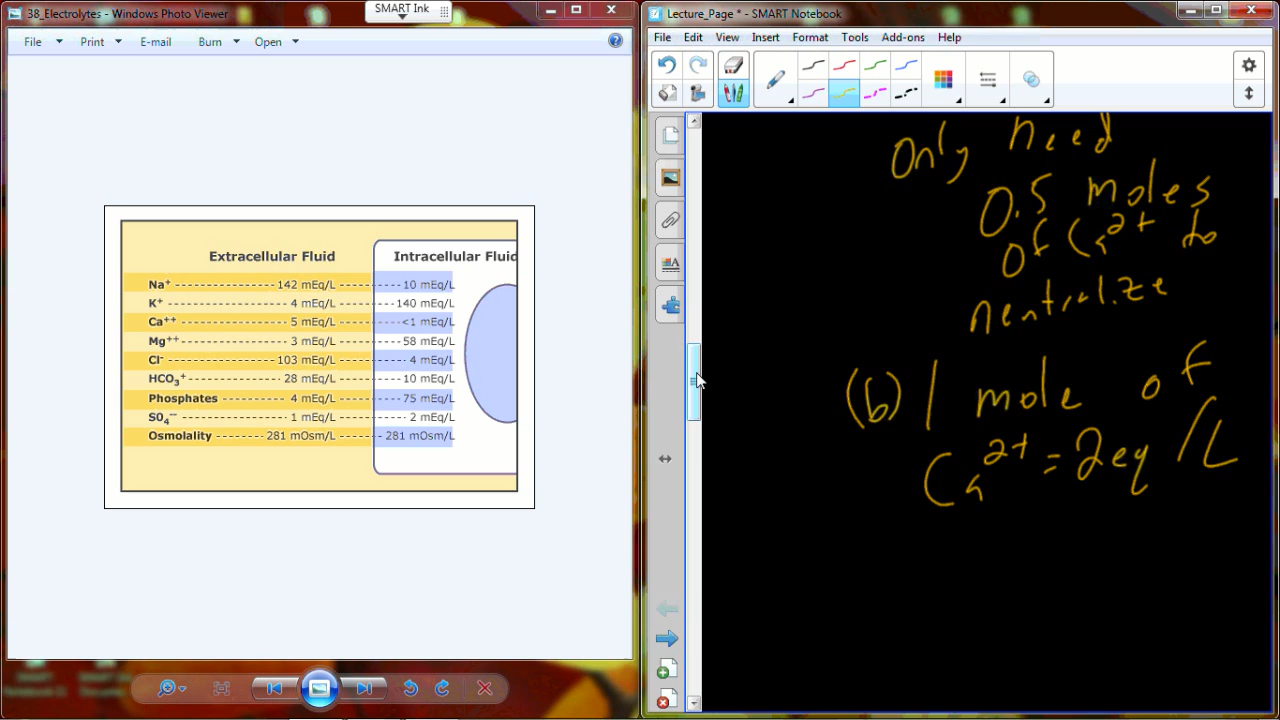 38_Electrolytes - Windows Photo Viewer
SMART Ink
File Print E-mail Burn Open
Extracellular Fluid Intracellular Fluid
Na+ 142 mEq/L 10 mEq/L
K+ 4 mEq/L 140 mEq/L
Ca++ 5 mEq/L <1 mEq/L
Mg++ 3 mEq/L 58 mEq/L
Cl- 103 mEq/L 4 mEq/L
HCO3+ 28 mEq/L 10 mEq/L
Phosphates 4 mEq/L 75 mEq/L
SO4-- 1 mEq/L 2 mEq/L
Osmolality 281 mOsm/L 281 mOsm/L
Lecture_Page * - SMART Notebook
File Edit View Insert Format Tools Add-ons Help
Only need
0.5 moles
of Ca2+ to
neutralize
(b) 1 mole of
Ca2+ = 2eq/L